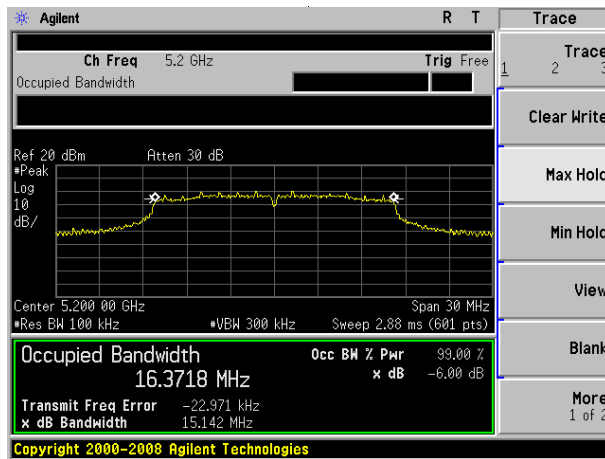 Agilent R T Trace
Ch Freq 5.2 GHz Trig Free
Occupied Bandwidth
Trace
1 2 3
Clear Write
Max Hold
Min Hold
View
Blank
More
1 of 2
Ref 20 dBm Atten 30 dB
#Peak
Log
10
dB/
Center 5.200 00 GHz Span 30 MHz
#Res BW 100 kHz #VBW 300 kHz Sweep 2.88 ms (601 pts)
Occupied Bandwidth Occ BW % Pwr 99.00 %
16.3718 MHz x dB -6.00 dB
Transmit Freq Error -22.971 kHz
x dB Bandwidth 15.142 MHz
Copyright 2000-2008 Agilent Technologies